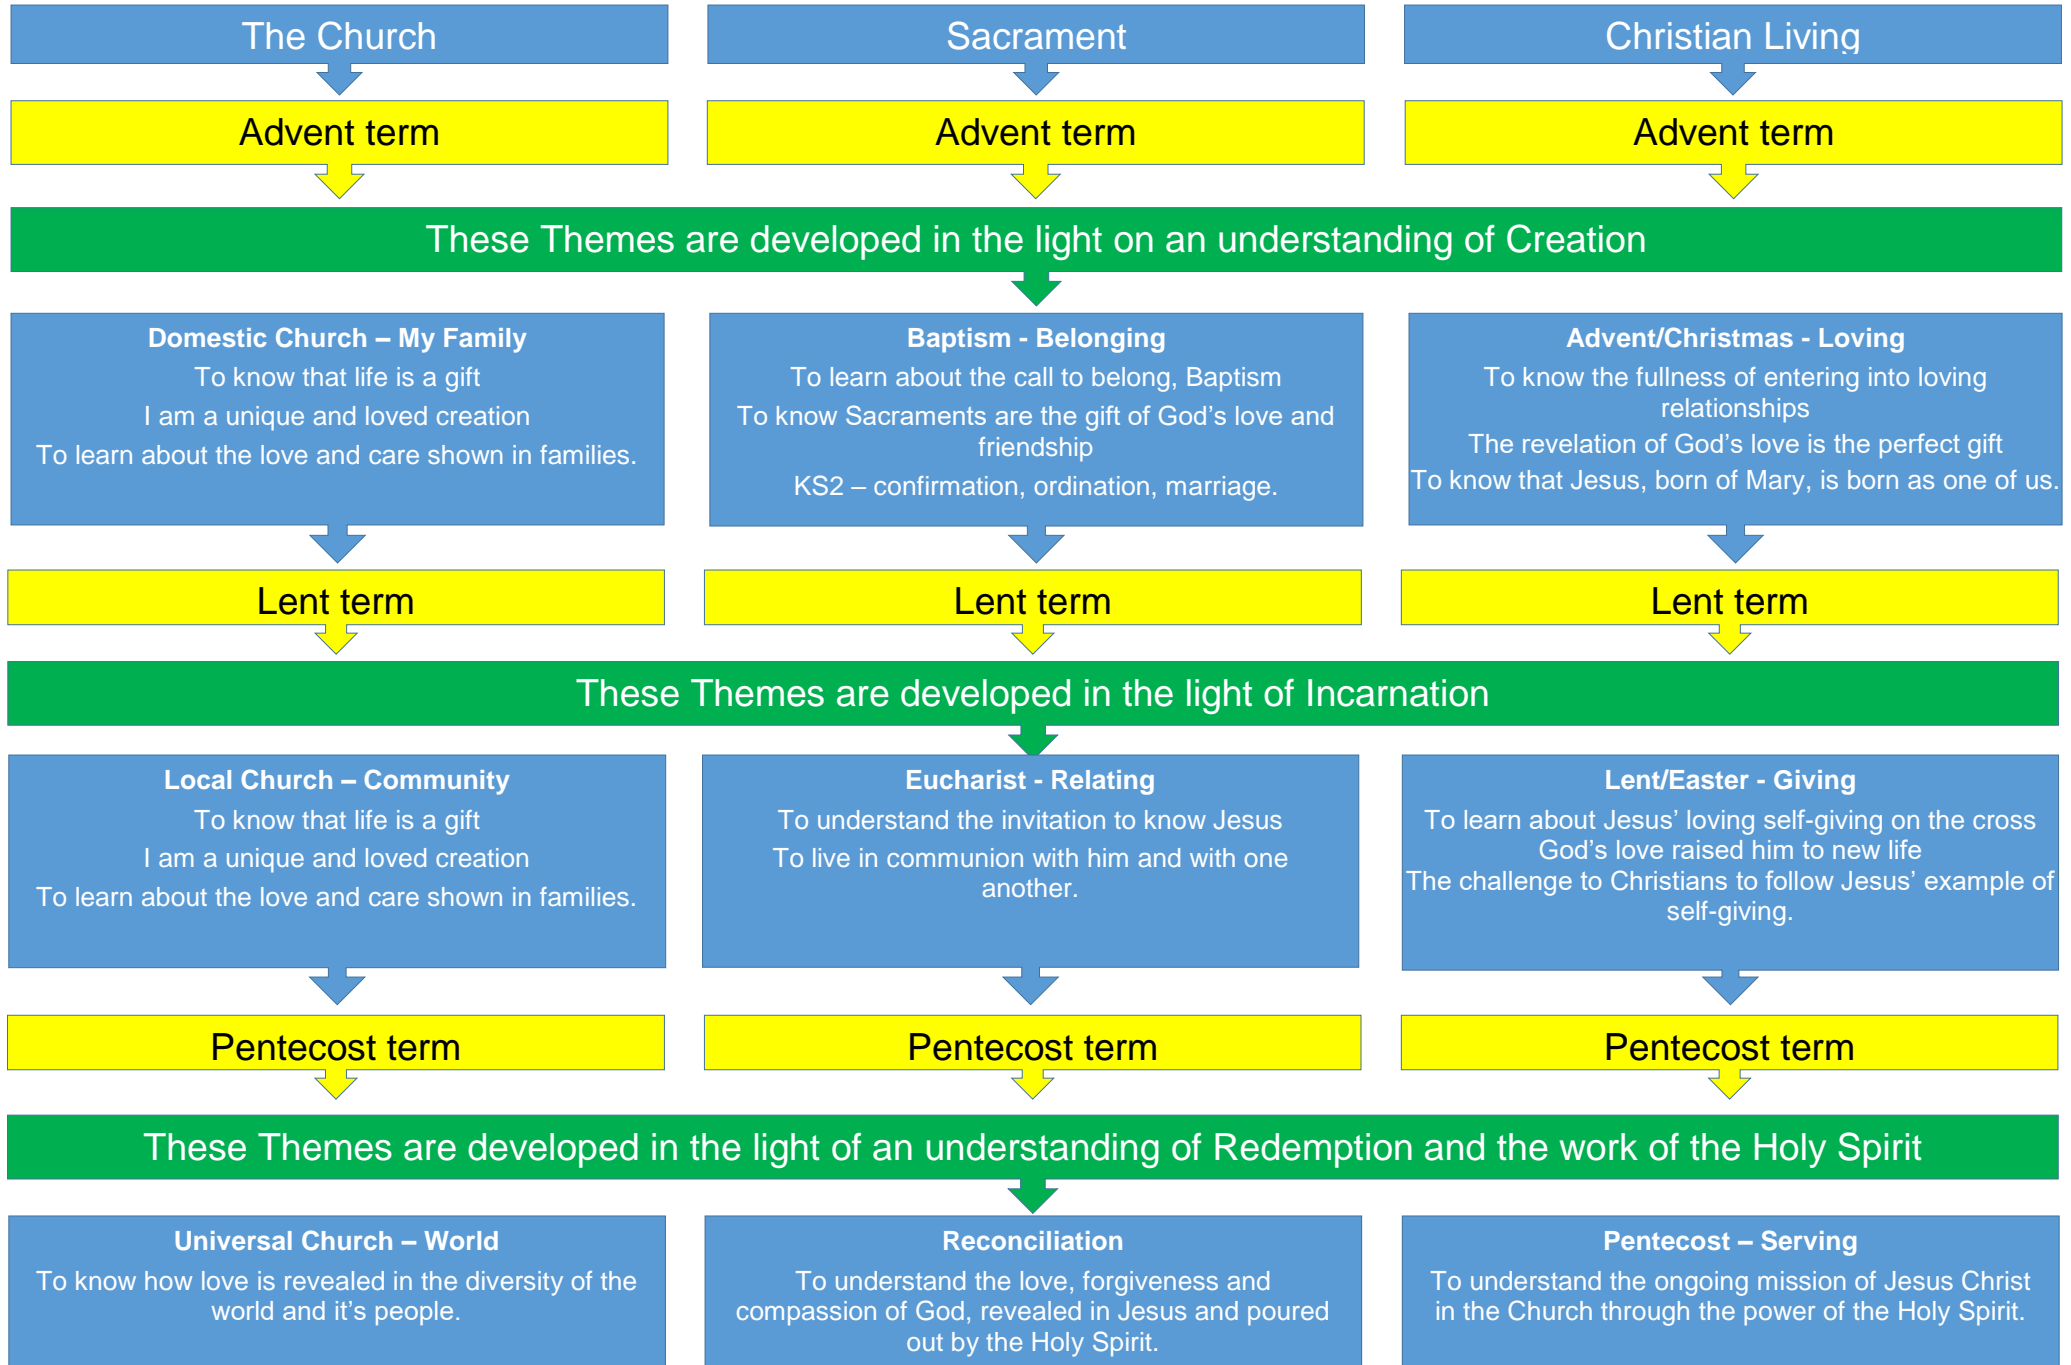 The Church
Sacrament
Christian Living
Advent term
Advent term
Advent term
These Themes are developed in the light on an understanding of Creation
Domestic Church – My Family
To know that life is a gift
I am a unique and loved creation
To learn about the love and care shown in families.
Baptism - Belonging
To learn about the call to belong, Baptism
To know Sacraments are the gift of God’s love and
friendship
KS2 – confirmation, ordination, marriage.
Advent/Christmas - Loving
To know the fullness of entering into loving
relationships
The revelation of God’s love is the perfect gift
To know that Jesus, born of Mary, is born as one of us.
Lent term
Lent term
Lent term
These Themes are developed in the light of Incarnation
Local Church – Community
To know that life is a gift
I am a unique and loved creation
To learn about the love and care shown in families.
Eucharist - Relating
To understand the invitation to know Jesus
To live in communion with him and with one
another.
Lent/Easter - Giving
To learn about Jesus’ loving self-giving on the cross
God’s love raised him to new life
The challenge to Christians to follow Jesus’ example of
self-giving.
Pentecost term
Pentecost term
Pentecost term
These Themes are developed in the light of an understanding of Redemption and the work of the Holy Spirit
Universal Church – World
To know how love is revealed in the diversity of the
world and it’s people.
Reconciliation
To understand the love, forgiveness and
compassion of God, revealed in Jesus and poured
out by the Holy Spirit.
Pentecost – Serving
To understand the ongoing mission of Jesus Christ
in the Church through the power of the Holy Spirit.